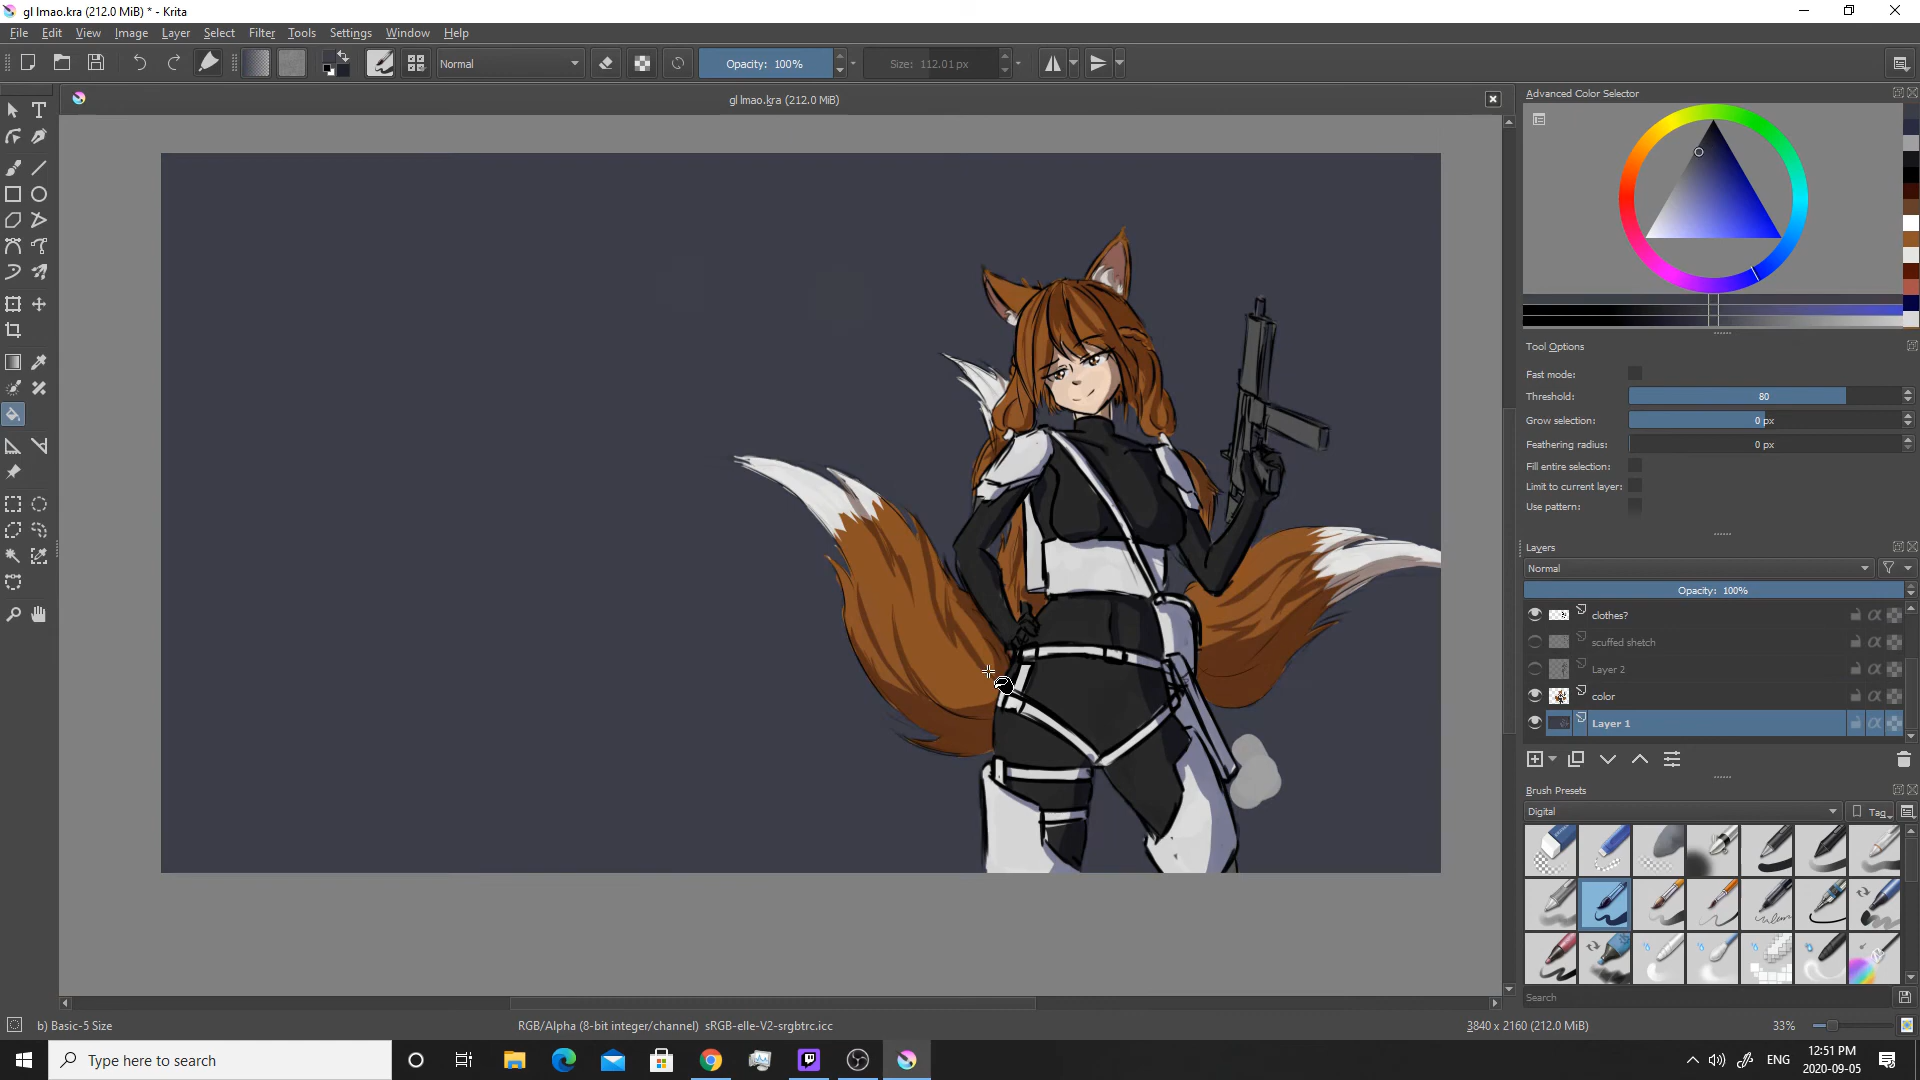 gl lmao.kra (212.0 MiB) * - Krita
File Edit View Image Layer Select Filter Tools Settings Window Help
Normal Opacity: 100% Size: 112.01 px
gl lmao.kra (212.0 MiB)
Advanced Color Selector
Tool Options
Fast mode:
Threshold: 80
Grow selection: 0 px
Feathering radius: 0 px
Fill entire selection:
Limit to current layer:
Use pattern:
Layers
Normal
Opacity: 100%
clothes?
scuffed shetch
Layer 2
color
Layer 1
Brush Presets
Digital Tag
Search
b) Basic-5 Size RGB/Alpha (8-bit integer/channel) sRGB-elle-V2-srgbtrc.icc 3840 x 2160 (212.0 MiB) 33%
Type here to search ENG 12:51 PM
2020-09-05